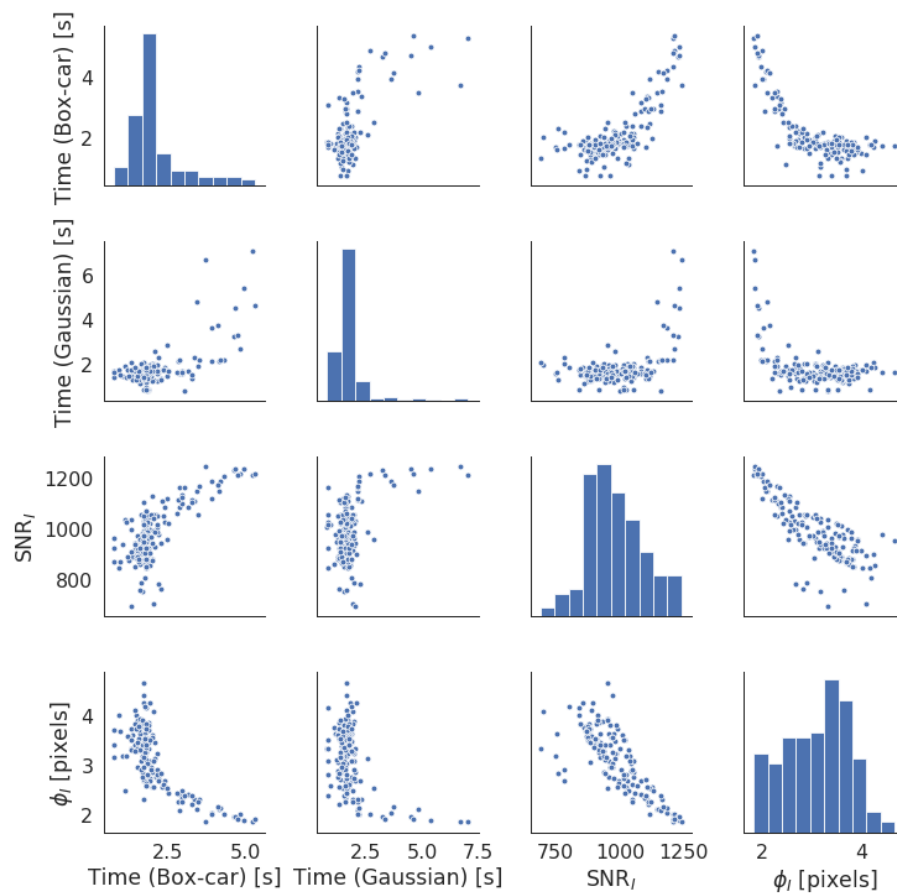 Time (Box-car) [s]
4
2
Time (Gaussian) [s]
6
4
2
SNR_I
1200
1000
800
ϕ_I [pixels]
4
3
2
2.5 5.0
2.5 5.0 7.5
750 1000 1250
2 4
Time (Box-car) [s]
Time (Gaussian) [s]
SNR_I
ϕ_I [pixels]